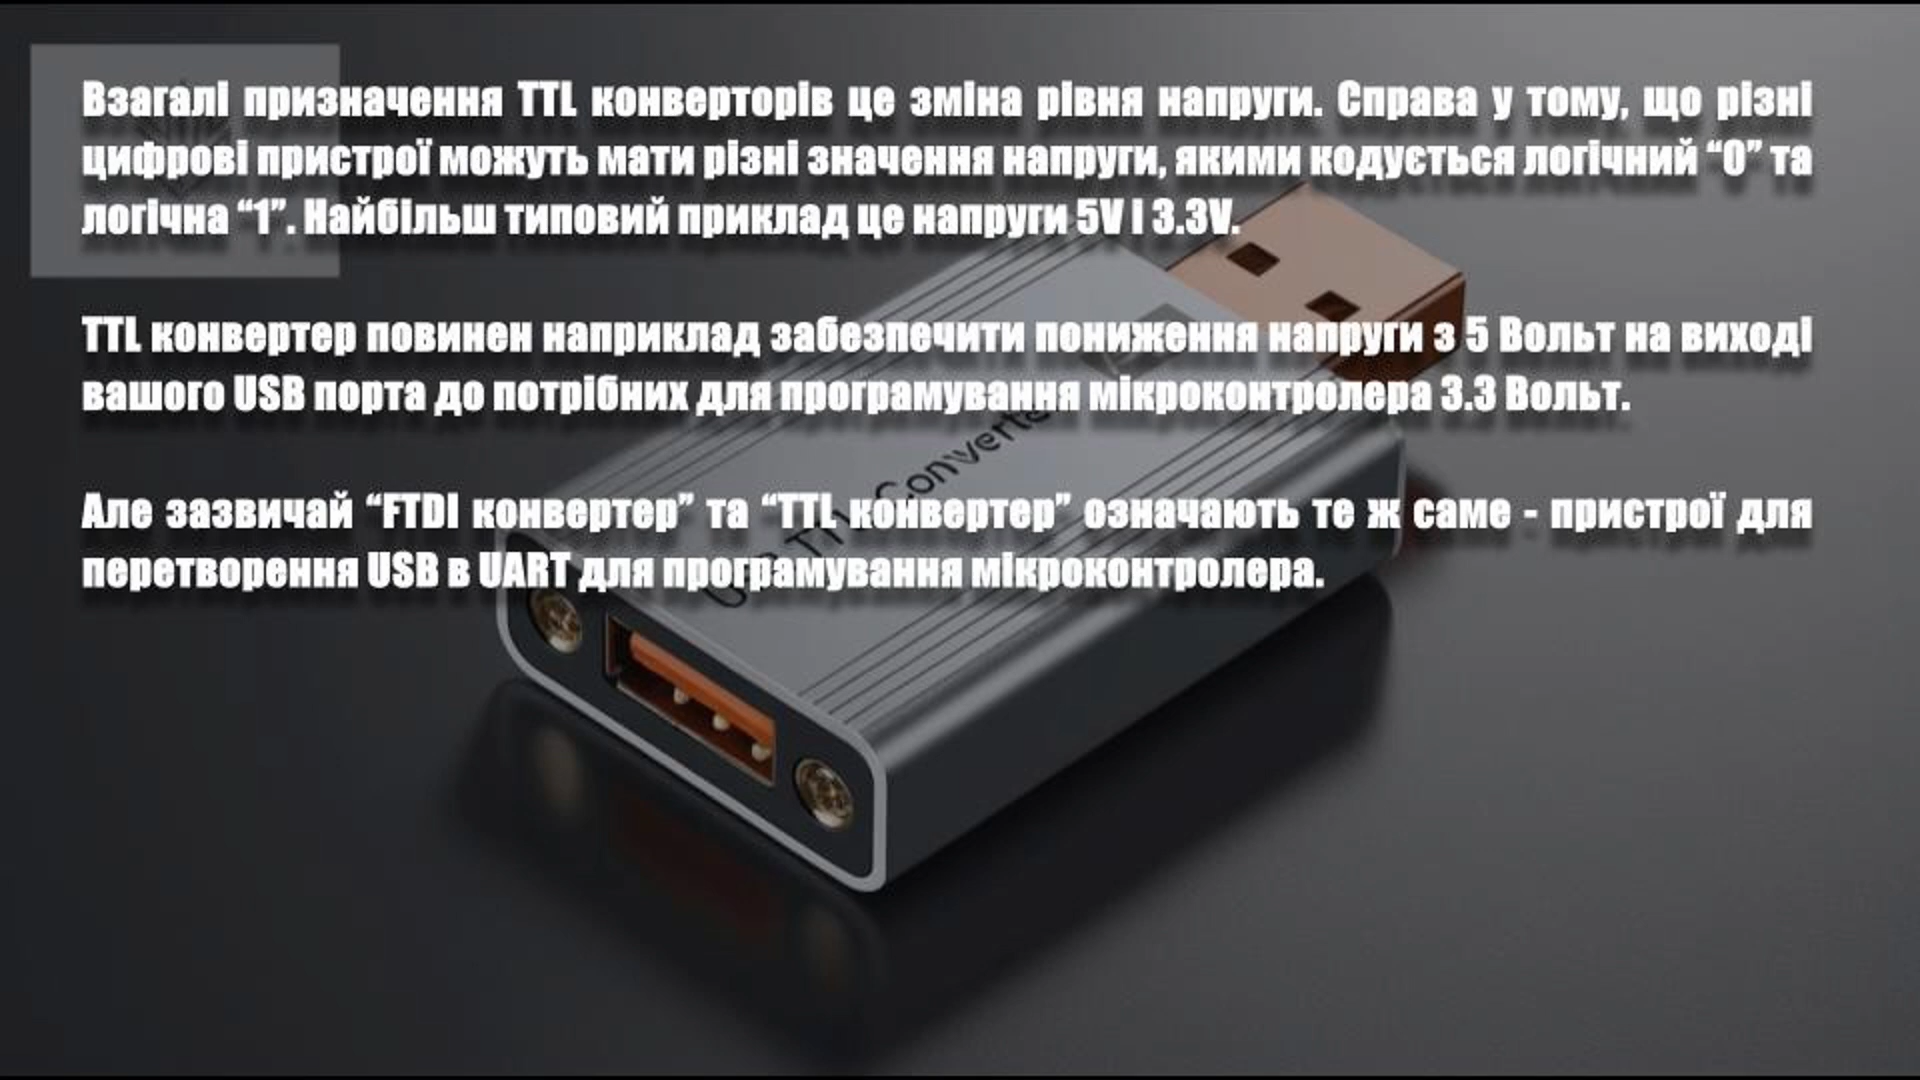 Взагалі призначення TTL конверторів це зміна рівня напруги. Справа у тому, що різні
цифрові пристрої можуть мати різні значення напруги, якими кодується логічний “0” та
логічна “1”. Найбільш типовий приклад це напруги 5V і 3.3V.
TTL конвертер повинен наприклад забезпечити пониження напруги з 5 Вольт на виході
вашого USB порта до потрібних для програмування мікроконтролера 3.3 Вольт.
Але зазвичай “FTDI конвертер” та “TTL конвертер” означають те ж саме - пристрої для
перетворення USB в UART для програмування мікроконтролера.